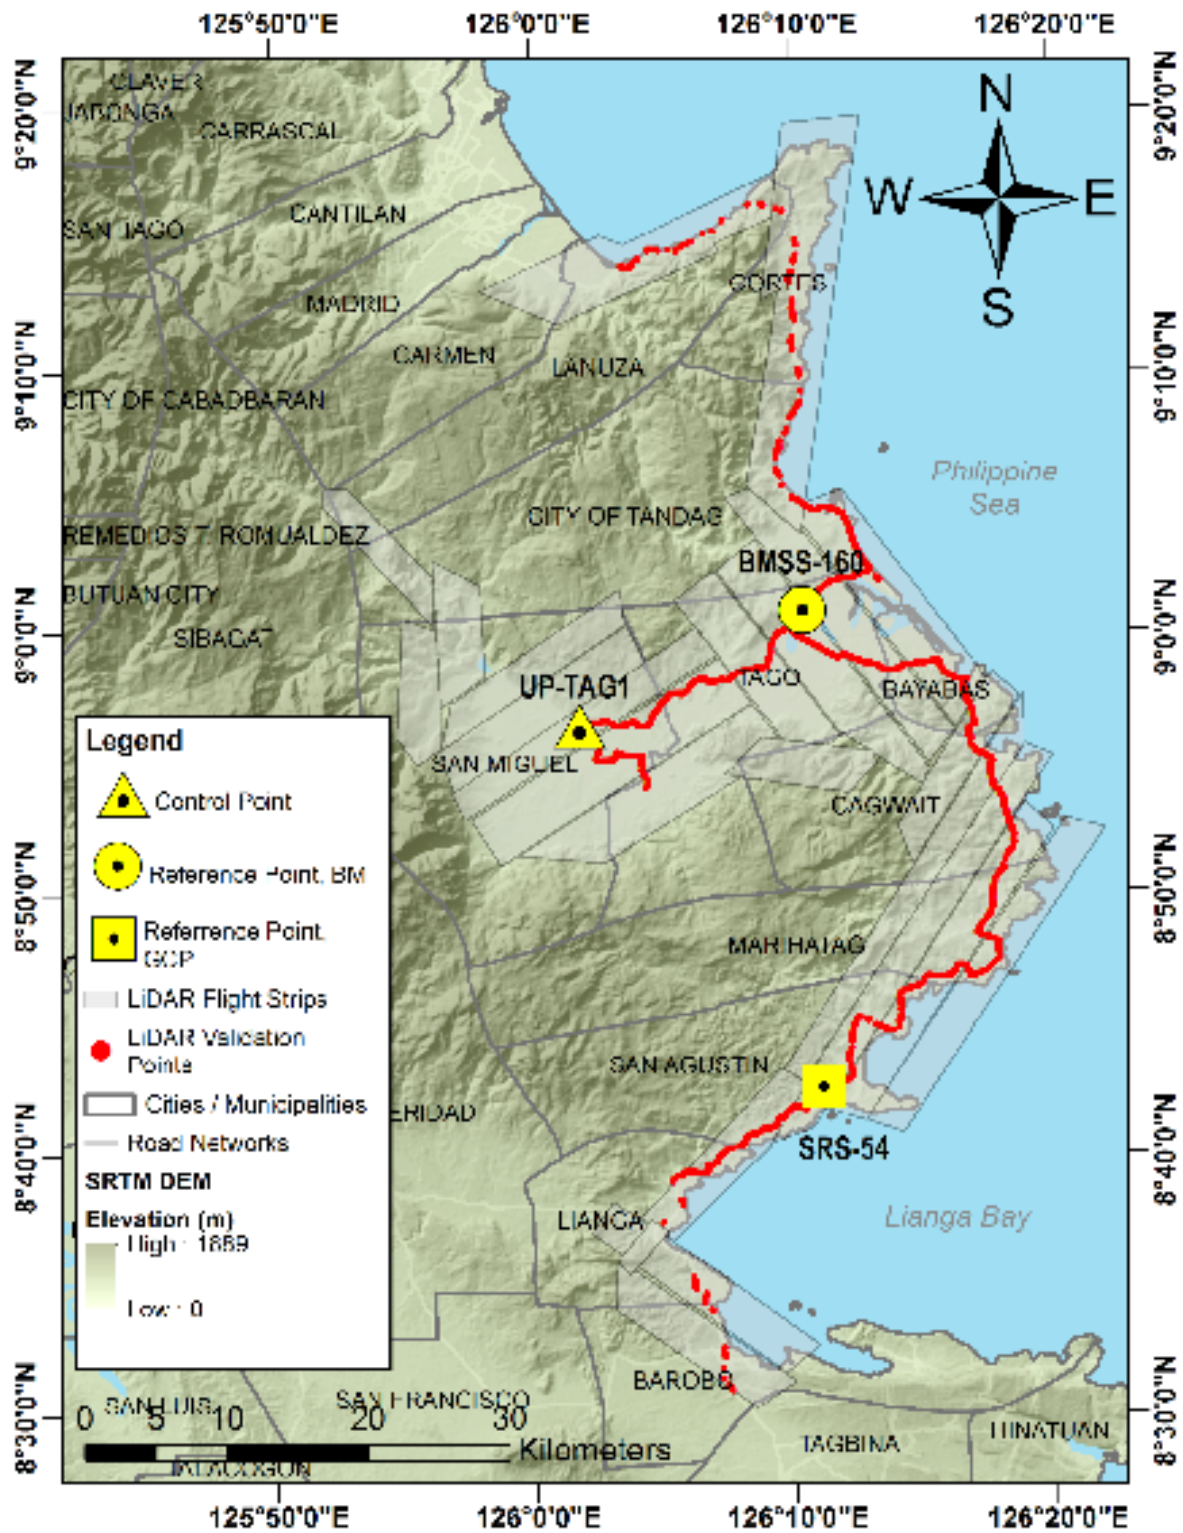 125°50'0"E 126°0'0"E 126°10'0"E 126°20'0"E
9°20'0"N
9°10'0"N
9°0'0"N
8°50'0"N
8°40'0"N
8°30'0"N
9°20'0"N
9°10'0"N
9°0'0"N
8°50'0"N
8°40'0"N
8°30'0"N
CLAVER
JABONGA
CARRASCAL
N
W E
S
CANTILAN
SANTIAGO
CORTES
MADRID
CARMEN
LANUZA
CITY OF CABADBARAN
Philippine
Sea
CITY OF TANDAG
REMEDIOS T. ROMUALDEZ
BMSS-160
BUTUAN CITY
SIBAGAT
UP-TAG1
TAGO
BAYABAS
SAN MIGUEL
CAGWAIT
MARIHATAG
SAN AGUSTIN
ERIDAD
SRS-54
LIANGA
Lianga Bay
BAROBO
SAN LUIS
SAN FRANCISCO
HINATUAN
TAGBINA
TALACOGON
Legend
Control Point
Reference Point, BM
Referrence Point,
GCP
LiDAR Flight Strips
LiDAR Validation
Points
Cities / Municipalities
Road Networks
SRTM DEM
Elevation (m)
High : 1889
Low : 0
0 5 10 20 30
Kilometers
125°50'0"E 126°0'0"E 126°10'0"E 126°20'0"E